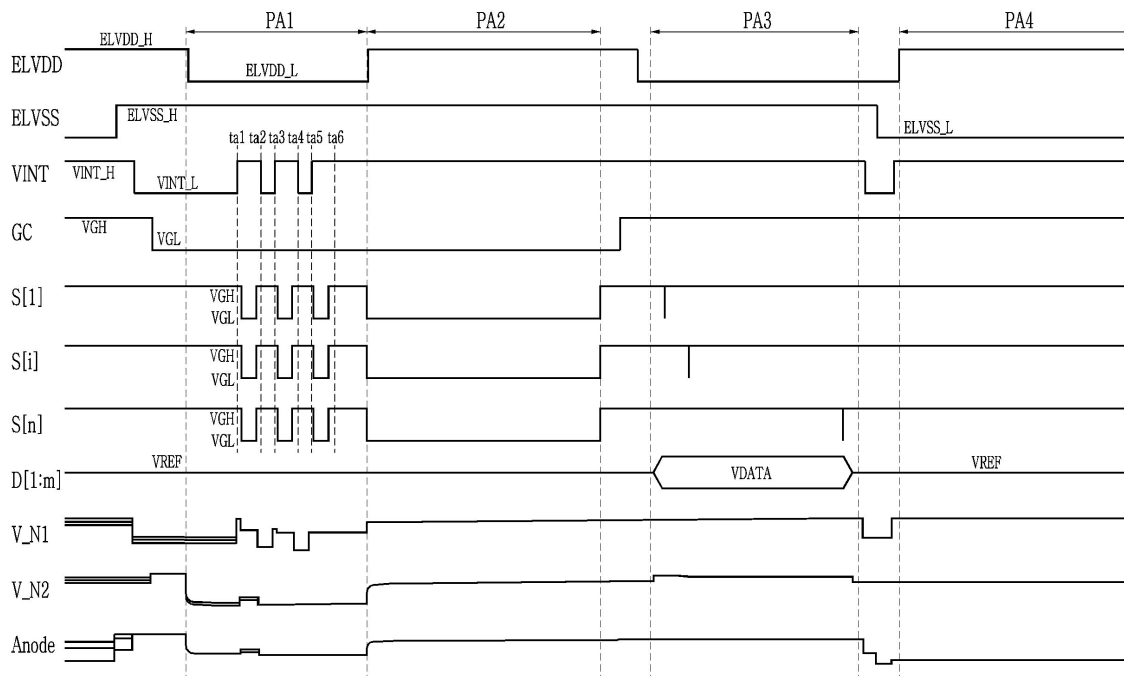 PA1 PA2 PA3 PA4
ELVDD ELVDD_H ELVDD_L
ELVSS ELVSS_H ELVSS_L
ta1 ta2 ta3 ta4 ta5 ta6
VINT VINT_H VINT_L
GC VGH VGL
S[1] VGH
VGL
S[i] VGH
VGL
S[n] VGH
VGL
D[1:m] VREF VDATA VREF
V_N1
V_N2
Anode